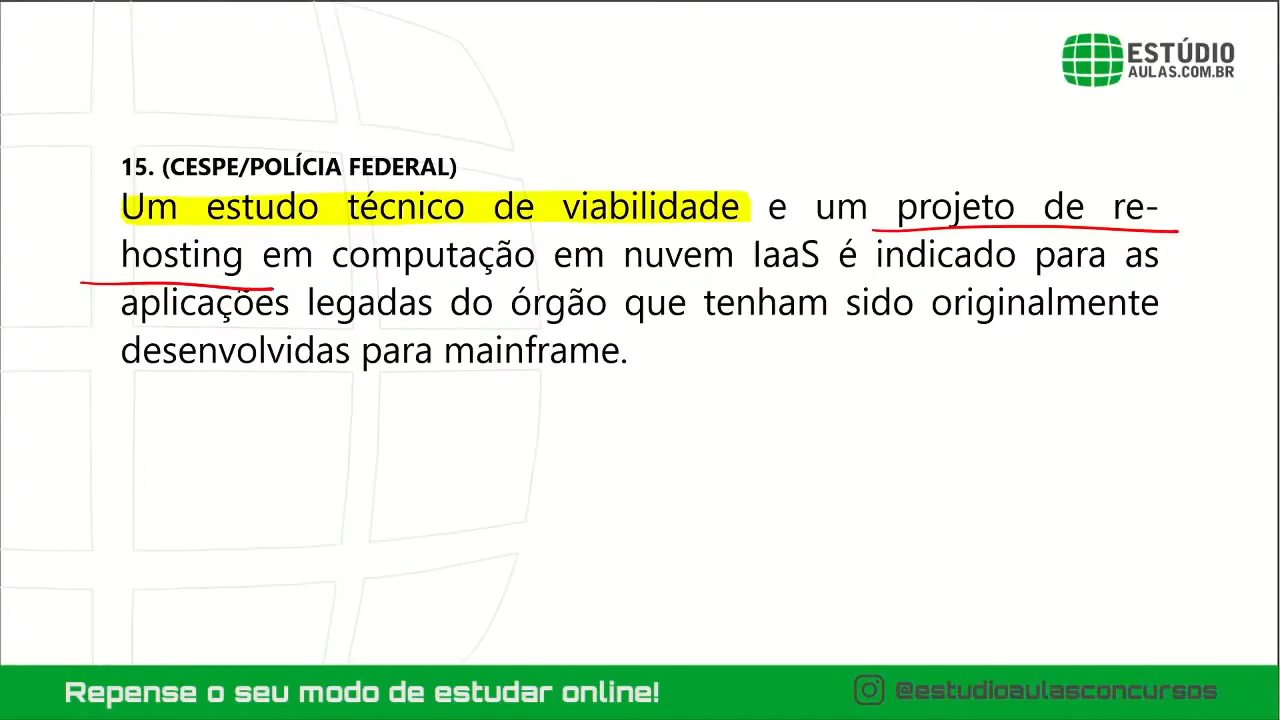 ESTÚDIO
AULAS.COM.BR
15. (CESPE/POLÍCIA FEDERAL)
Um estudo técnico de viabilidade e um projeto de re-
hosting em computação em nuvem IaaS é indicado para as
aplicações legadas do órgão que tenham sido originalmente
desenvolvidas para mainframe.
Repense o seu modo de estudar online!
@estudioaulasconcursos